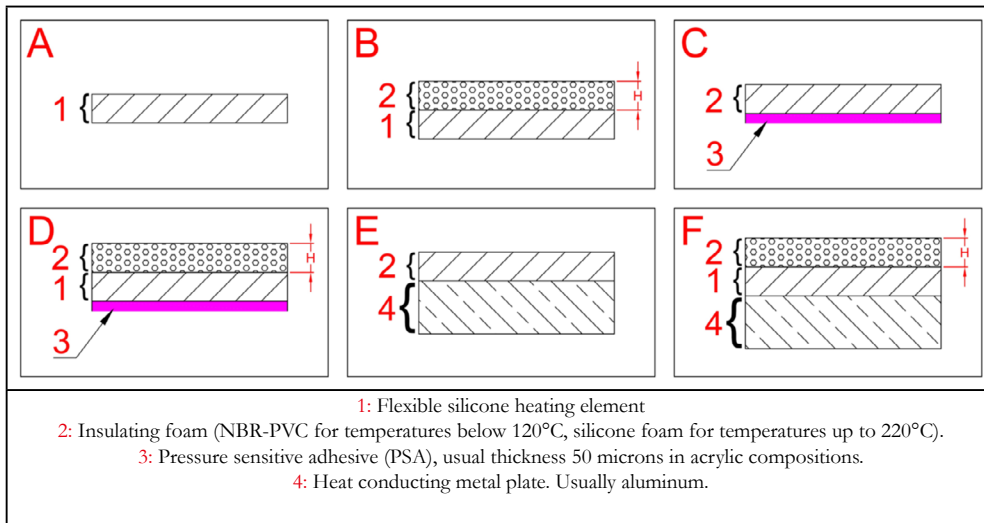 A
1
B
2
H
1
C
2
3
D
2
H
1
3
E
2
4
F
2
H
1
4
1: Flexible silicone heating element
2: Insulating foam (NBR-PVC for temperatures below 120°C, silicone foam for temperatures up to 220°C).
3: Pressure sensitive adhesive (PSA), usual thickness 50 microns in acrylic compositions.
4: Heat conducting metal plate. Usually aluminum.